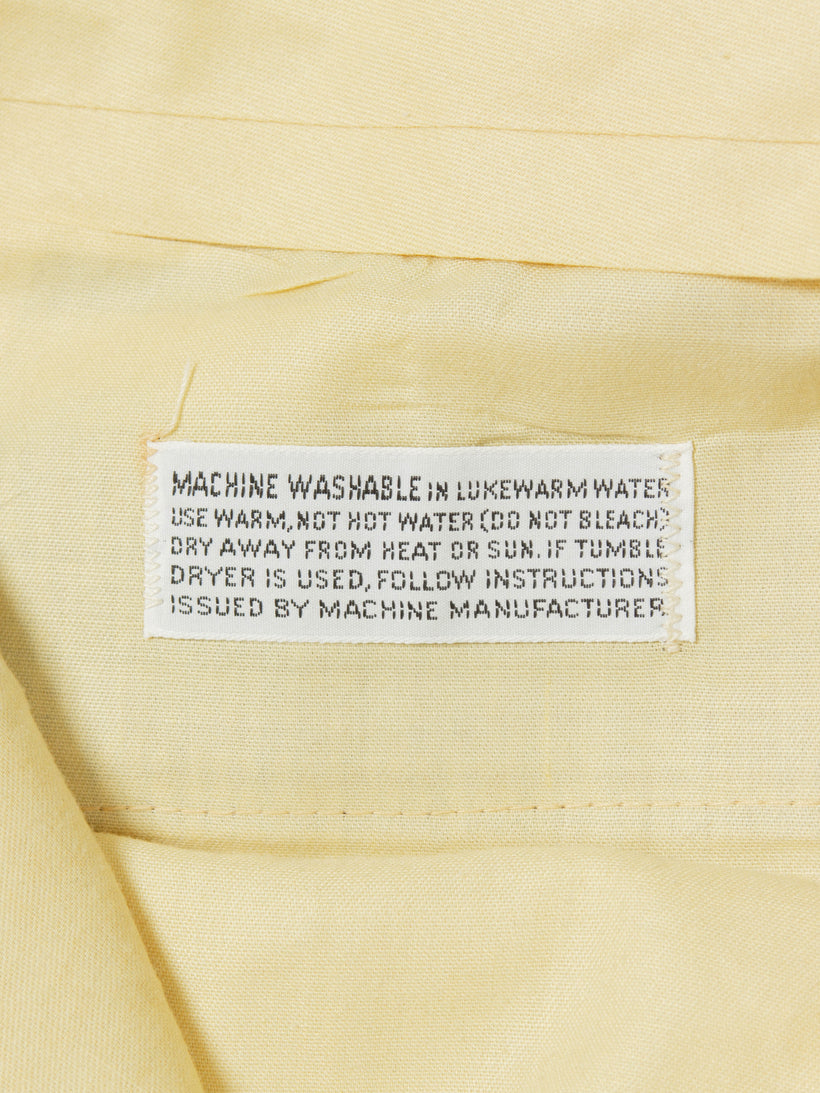 MACHINE WASHABLE IN LUKEWARM WATER
USE WARM, NOT HOT WATER (DO NOT BLEACH)
DRY AWAY FROM HEAT OR SUN. IF TUMBLE
DRYER IS USED, FOLLOW INSTRUCTIONS
ISSUED BY MACHINE MANUFACTURER